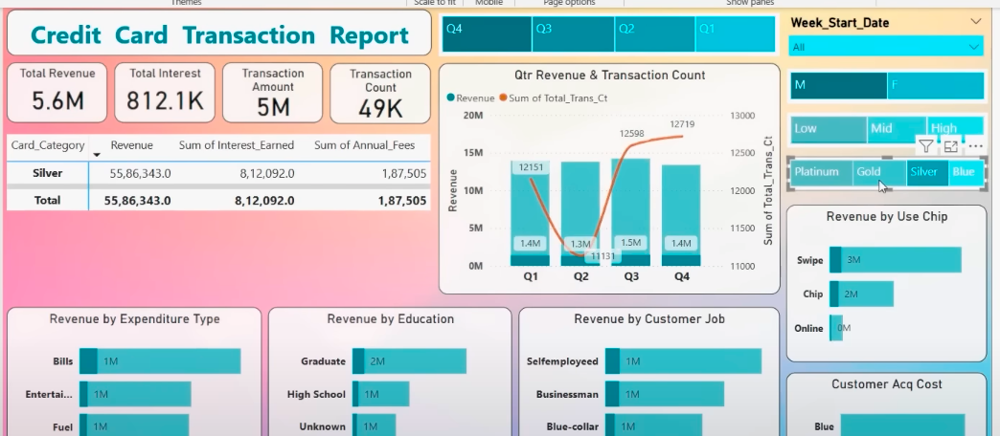 Themes
Scale to fit
Mobile
Page options
Show panes
Credit Card Transaction Report
Q4
Q3
Q2
Q1
Week_Start_Date
All
M
F
Low
Mid
High
Platinum
Gold
Silver
Blue
Total Revenue
5.6M
Total Interest
812.1K
Transaction
Amount
5M
Transaction
Count
49K
Card_Category Revenue Sum of Interest_Earned Sum of Annual_Fees
Silver 55,86,343.0 8,12,092.0 1,87,505
Total 55,86,343.0 8,12,092.0 1,87,505
Qtr Revenue & Transaction Count
Revenue Sum of Total_Trans_Ct
Revenue
20M
15M
10M
5M
0M
12151
11131
12598
12719
1.4M
1.3M
1.5M
1.4M
Q1
Q2
Q3
Q4
13000
12500
12000
11500
11000
Sum of Total_Trans_Ct
Revenue by Use Chip
Swipe 3M
Chip 2M
Online 0M
Revenue by Expenditure Type
Bills 1M
Entertai... 1M
Fuel 1M
Revenue by Education
Graduate 2M
High School 1M
Unknown 1M
Revenue by Customer Job
Selfemployeed 1M
Businessman 1M
Blue-collar 1M
Customer Acq Cost
Blue